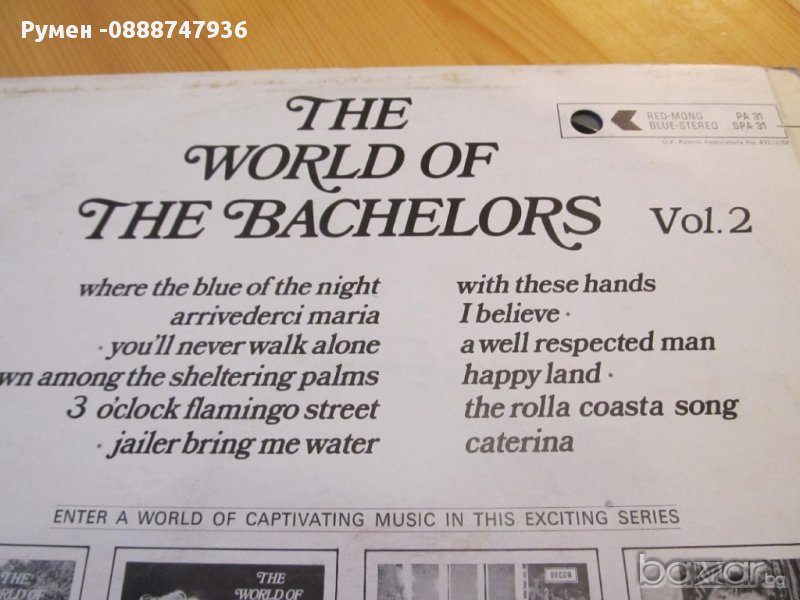 Румен -0888747936
THE
WORLD OF
THE BACHELORS Vol. 2
RED-MONO PA 31
BLUE-STEREO SPA 31
where the blue of the night
arrivederci maria
· you'll never walk alone
among the sheltering palms
3 o'clock flamingo street
· jailer bring me water
with these hands
I believe ·
a well respected man
happy land ·
the rolla coasta song
caterina
ENTER A WORLD OF CAPTIVATING MUSIC IN THIS EXCITING SERIES
THE
WORLD OF
THE
WORLD OF
DECCA
bazar.bg